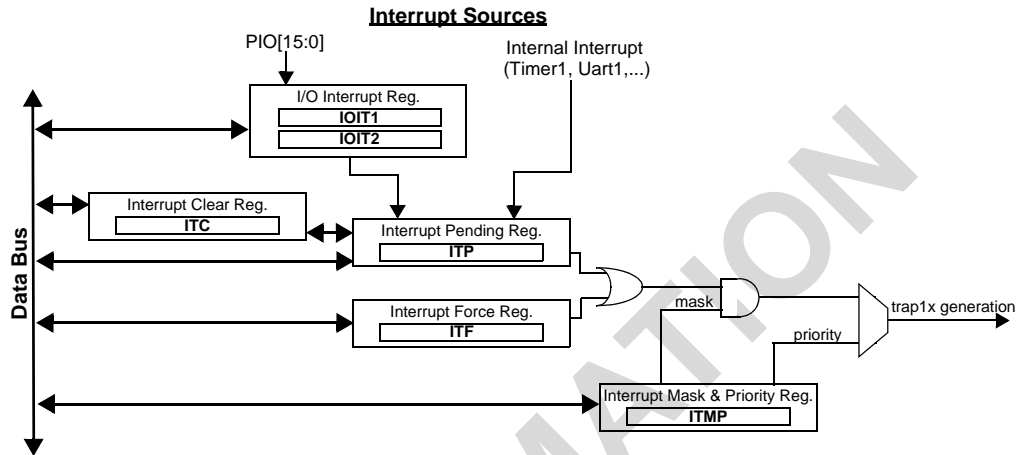 Interrupt Sources
PIO[15:0]
Internal Interrupt
(Timer1, Uart1,...)
I/O Interrupt Reg.
IOIT1
IOIT2
Interrupt Clear Reg.
ITC
Interrupt Pending Reg.
ITP
Data Bus
Interrupt Force Reg.
ITF
mask
trap1x generation
priority
Interrupt Mask & Priority Reg.
ITMP
MATION